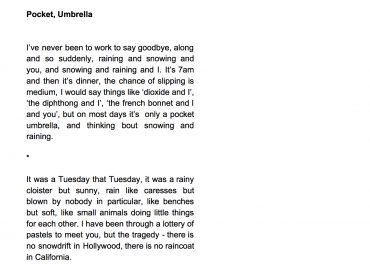 Pocket, Umbrella
I've never been to work to say goodbye, along
and so suddenly, raining and snowing and
you, and snowing and raining and I. It's 7am
and then it's dinner, the chance of slipping is
medium, I would say things like 'dioxide and I',
'the diphthong and I', 'the french bonnet and I
and you', but on most days it's only a pocket
umbrella, and thinking bout snowing and
raining.
*
It was a Tuesday that Tuesday, it was a rainy
cloister but sunny, rain like caresses but
blown by nobody in particular, like benches
but soft, like small animals doing little things
for each other. I have been through a lottery of
pastels to meet you, but the tragedy - there is
no snowdrift in Hollywood, there is no raincoat
in California.